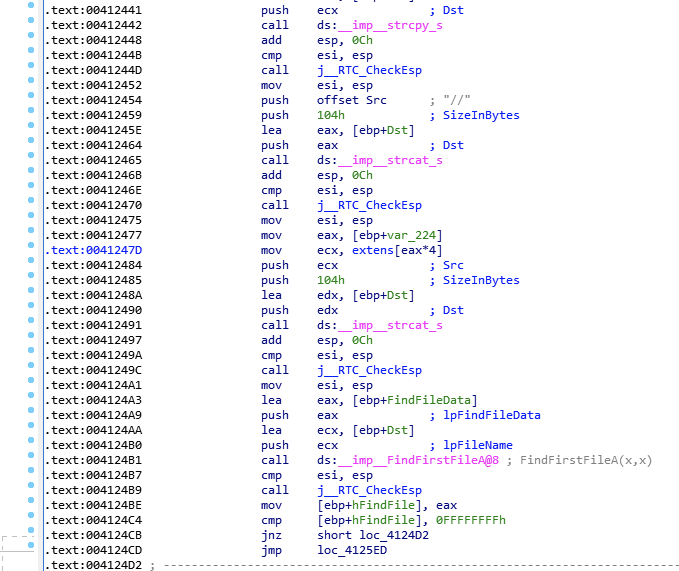 .text:00412441 push ecx ; Dst
.text:00412442 call ds:__imp__strcpy_s
.text:00412448 add esp, 0Ch
.text:0041244B cmp esi, esp
.text:0041244D call j__RTC_CheckEsp
.text:00412452 mov esi, esp
.text:00412454 push offset Src ; "//"
.text:00412459 push 104h ; SizeInBytes
.text:0041245E lea eax, [ebp+Dst]
.text:00412464 push eax ; Dst
.text:00412465 call ds:__imp__strcat_s
.text:0041246B add esp, 0Ch
.text:0041246E cmp esi, esp
.text:00412470 call j__RTC_CheckEsp
.text:00412475 mov esi, esp
.text:00412477 mov eax, [ebp+var_224]
.text:0041247D mov ecx, extens[eax*4]
.text:00412484 push ecx ; Src
.text:00412485 push 104h ; SizeInBytes
.text:0041248A lea edx, [ebp+Dst]
.text:00412490 push edx ; Dst
.text:00412491 call ds:__imp__strcat_s
.text:00412497 add esp, 0Ch
.text:0041249A cmp esi, esp
.text:0041249C call j__RTC_CheckEsp
.text:004124A1 mov esi, esp
.text:004124A3 lea eax, [ebp+FindFileData]
.text:004124A9 push eax ; lpFindFileData
.text:004124AA lea ecx, [ebp+Dst]
.text:004124B0 push ecx ; lpFileName
.text:004124B1 call ds:__imp__FindFirstFileA@8 ; FindFirstFileA(x,x)
.text:004124B7 cmp esi, esp
.text:004124B9 call j__RTC_CheckEsp
.text:004124BE mov [ebp+hFindFile], eax
.text:004124C4 cmp [ebp+hFindFile], 0FFFFFFFFh
.text:004124CB jnz short loc_4124D2
.text:004124CD jmp loc_4125ED
.text:004124D2 ; ---------------------------------------------------------------------------